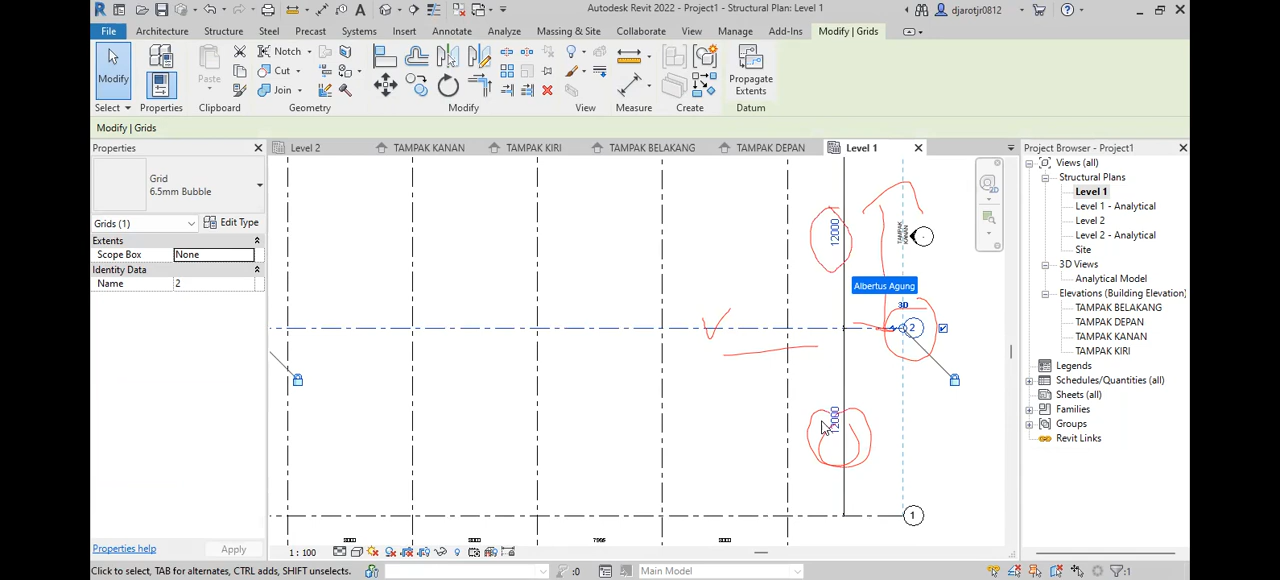 Autodesk Revit 2022 - Project1 - Structural Plan: Level 1
djarotjr0812
File Architecture Structure Steel Precast Systems Insert Annotate Analyze Massing & Site Collaborate View Manage Add-Ins Modify | Grids
Modify
Properties
Paste
Notch
Cut
Join
Propagate
Extents
Select Properties Clipboard Geometry Modify View Measure Create Datum
Modify | Grids
Properties
Grid
6.5mm Bubble
Grids (1)
Edit Type
Extents
Scope Box None
Identity Data
Name 2
Properties help
Apply
Level 2 TAMPAK KANAN TAMPAK KIRI TAMPAK BELAKANG TAMPAK DEPAN Level 1
12000
TAMPAK
KANAN
Albertus Agung
3D
2
12000
1
1 : 100
Project Browser - Project1
Views (all)
Structural Plans
Level 1
Level 1 - Analytical
Level 2
Level 2 - Analytical
Site
3D Views
Analytical Model
Elevations (Building Elevation)
TAMPAK BELAKANG
TAMPAK DEPAN
TAMPAK KANAN
TAMPAK KIRI
Legends
Schedules/Quantities (all)
Sheets (all)
Families
Groups
Revit Links
Click to select, TAB for alternates, CTRL adds, SHIFT unselects.
:0
Main Model
:1